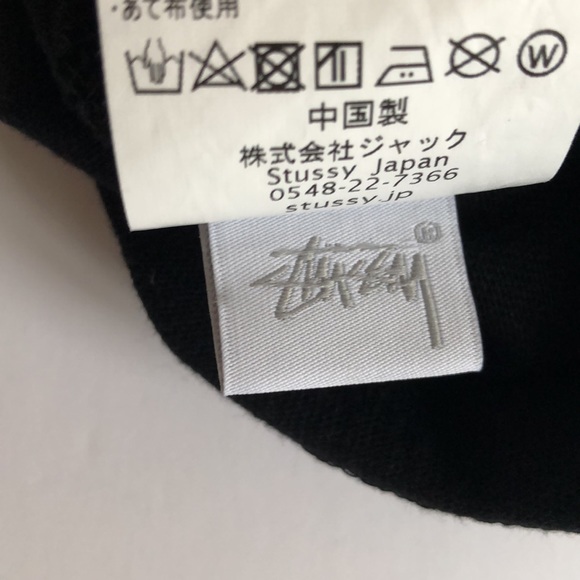 ・あて布使用
W
中国製
株式会社ジャック
Stussy Japan
0548-22-7366
stussy.jp
STUSSY ®